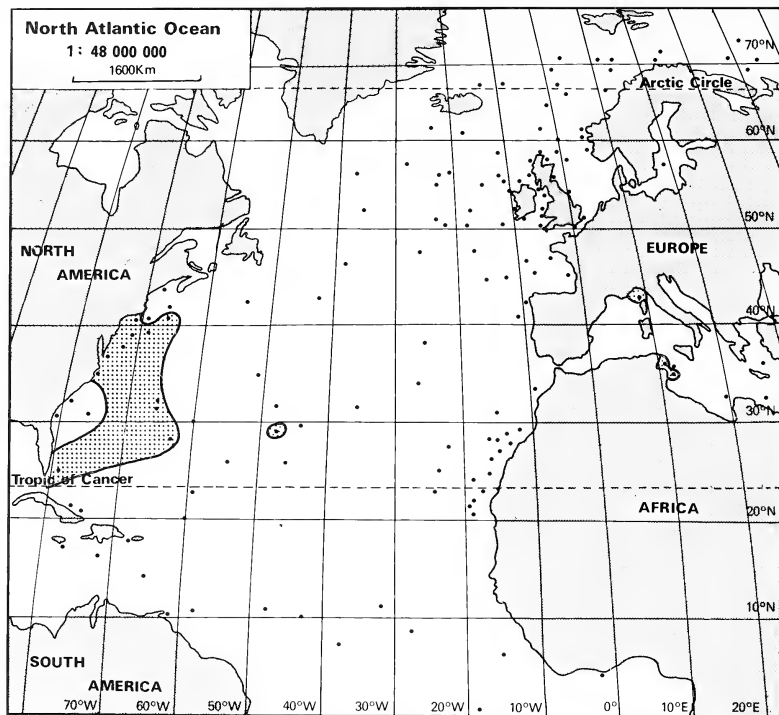 North Atlantic Ocean
1: 48 000 000
1600Km
70°N
Arctic Circle
60°N
50°N
NORTH
AMERICA
EUROPE
40°N
30°N
Tropic of Cancer
AFRICA
20°N
10°N
SOUTH
AMERICA
70°W
60°W
50°W
40°W
30°W
20°W
10°W
0°
10°E
20°E